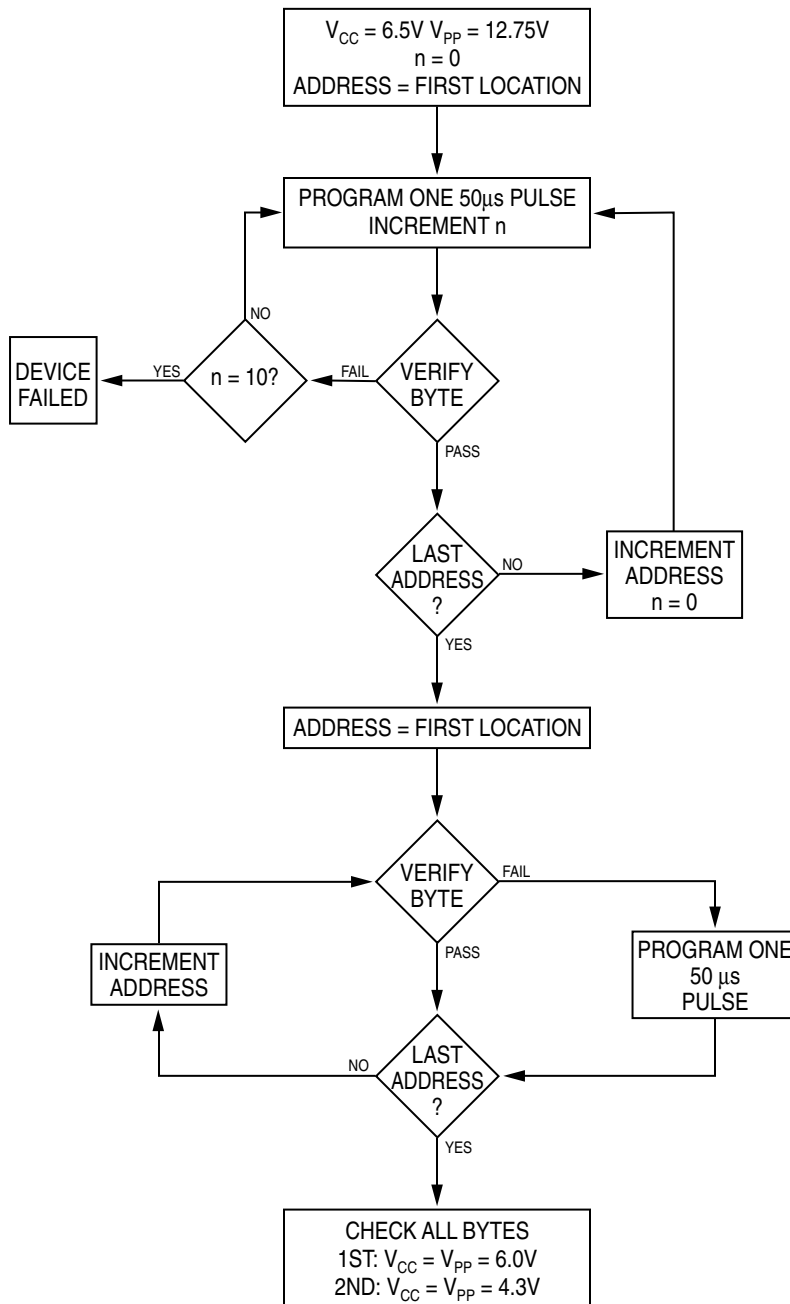 V_CC = 6.5V V_PP = 12.75V
n = 0
ADDRESS = FIRST LOCATION
PROGRAM ONE 50μs PULSE
INCREMENT n
NO
DEVICE
FAILED
YES
n = 10?
FAIL
VERIFY
BYTE
PASS
LAST
ADDRESS
?
NO
INCREMENT
ADDRESS
n = 0
YES
ADDRESS = FIRST LOCATION
VERIFY
BYTE
FAIL
PASS
INCREMENT
ADDRESS
PROGRAM ONE
50 μs
PULSE
NO
LAST
ADDRESS
?
YES
CHECK ALL BYTES
1ST: V_CC = V_PP = 6.0V
2ND: V_CC = V_PP = 4.3V